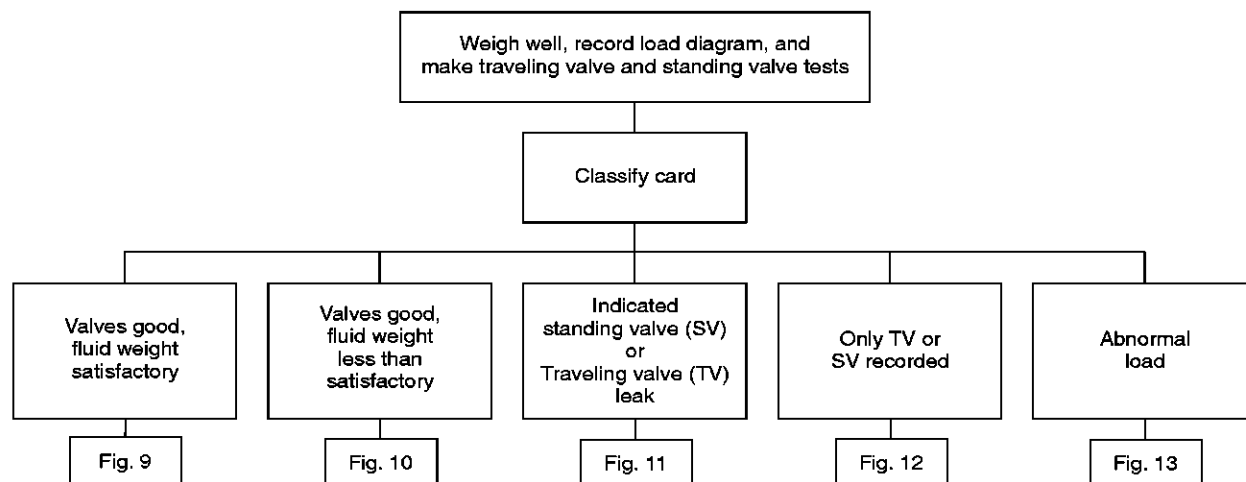 Weigh well, record load diagram, and
make traveling valve and standing valve tests
Classify card
Valves good,
fluid weight
satisfactory
Valves good,
fluid weight
less than
satisfactory
Indicated
standing valve (SV)
or
Traveling valve (TV)
leak
Only TV or
SV recorded
Abnormal
load
Fig. 9
Fig. 10
Fig. 11
Fig. 12
Fig. 13